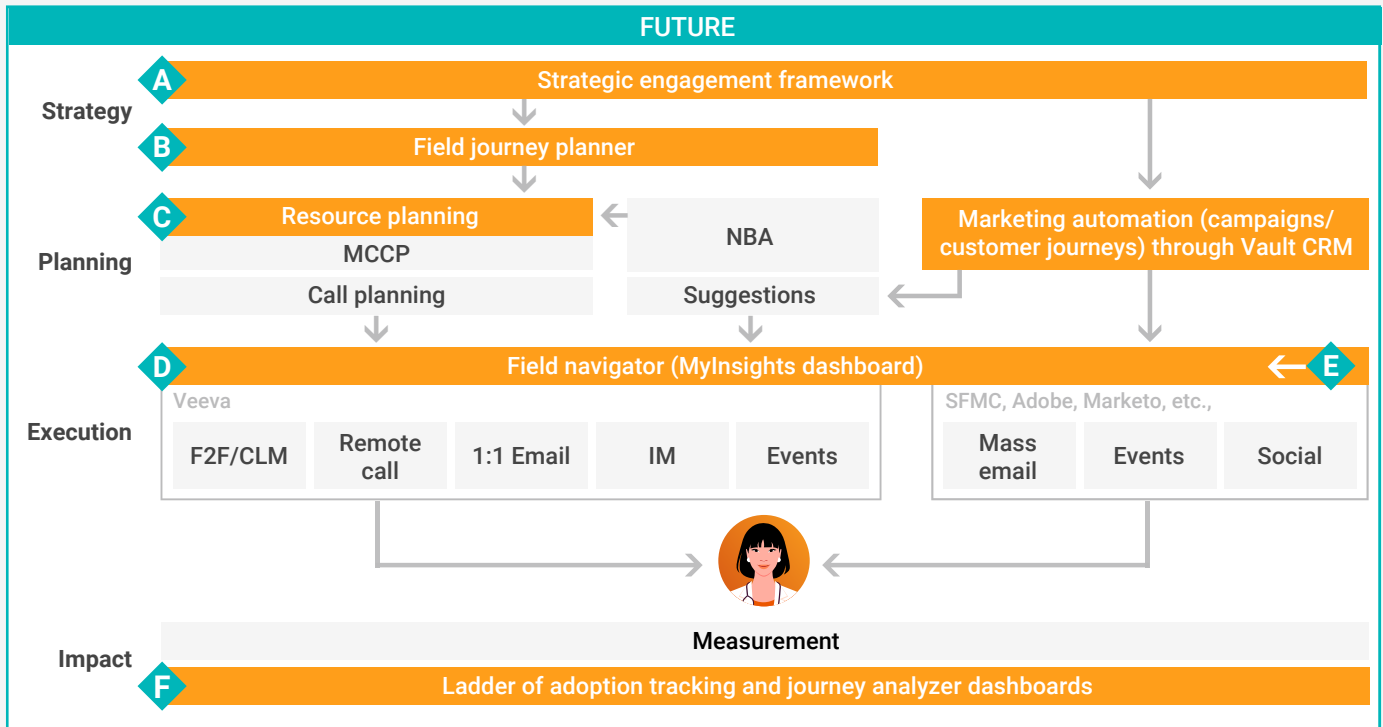 FUTURE
A
Strategic engagement framework
Strategy
B
Field journey planner
C
Resource planning
MCCP
Call planning
NBA
Suggestions
Marketing automation (campaigns/
customer journeys) through Vault CRM
Planning
D
Field navigator (MyInsights dashboard)
E
Veeva
SFMC, Adobe, Marketo, etc.,
Execution
F2F/CLM
Remote
call
1:1 Email
IM
Events
Mass
email
Events
Social
Measurement
Impact
F
Ladder of adoption tracking and journey analyzer dashboards